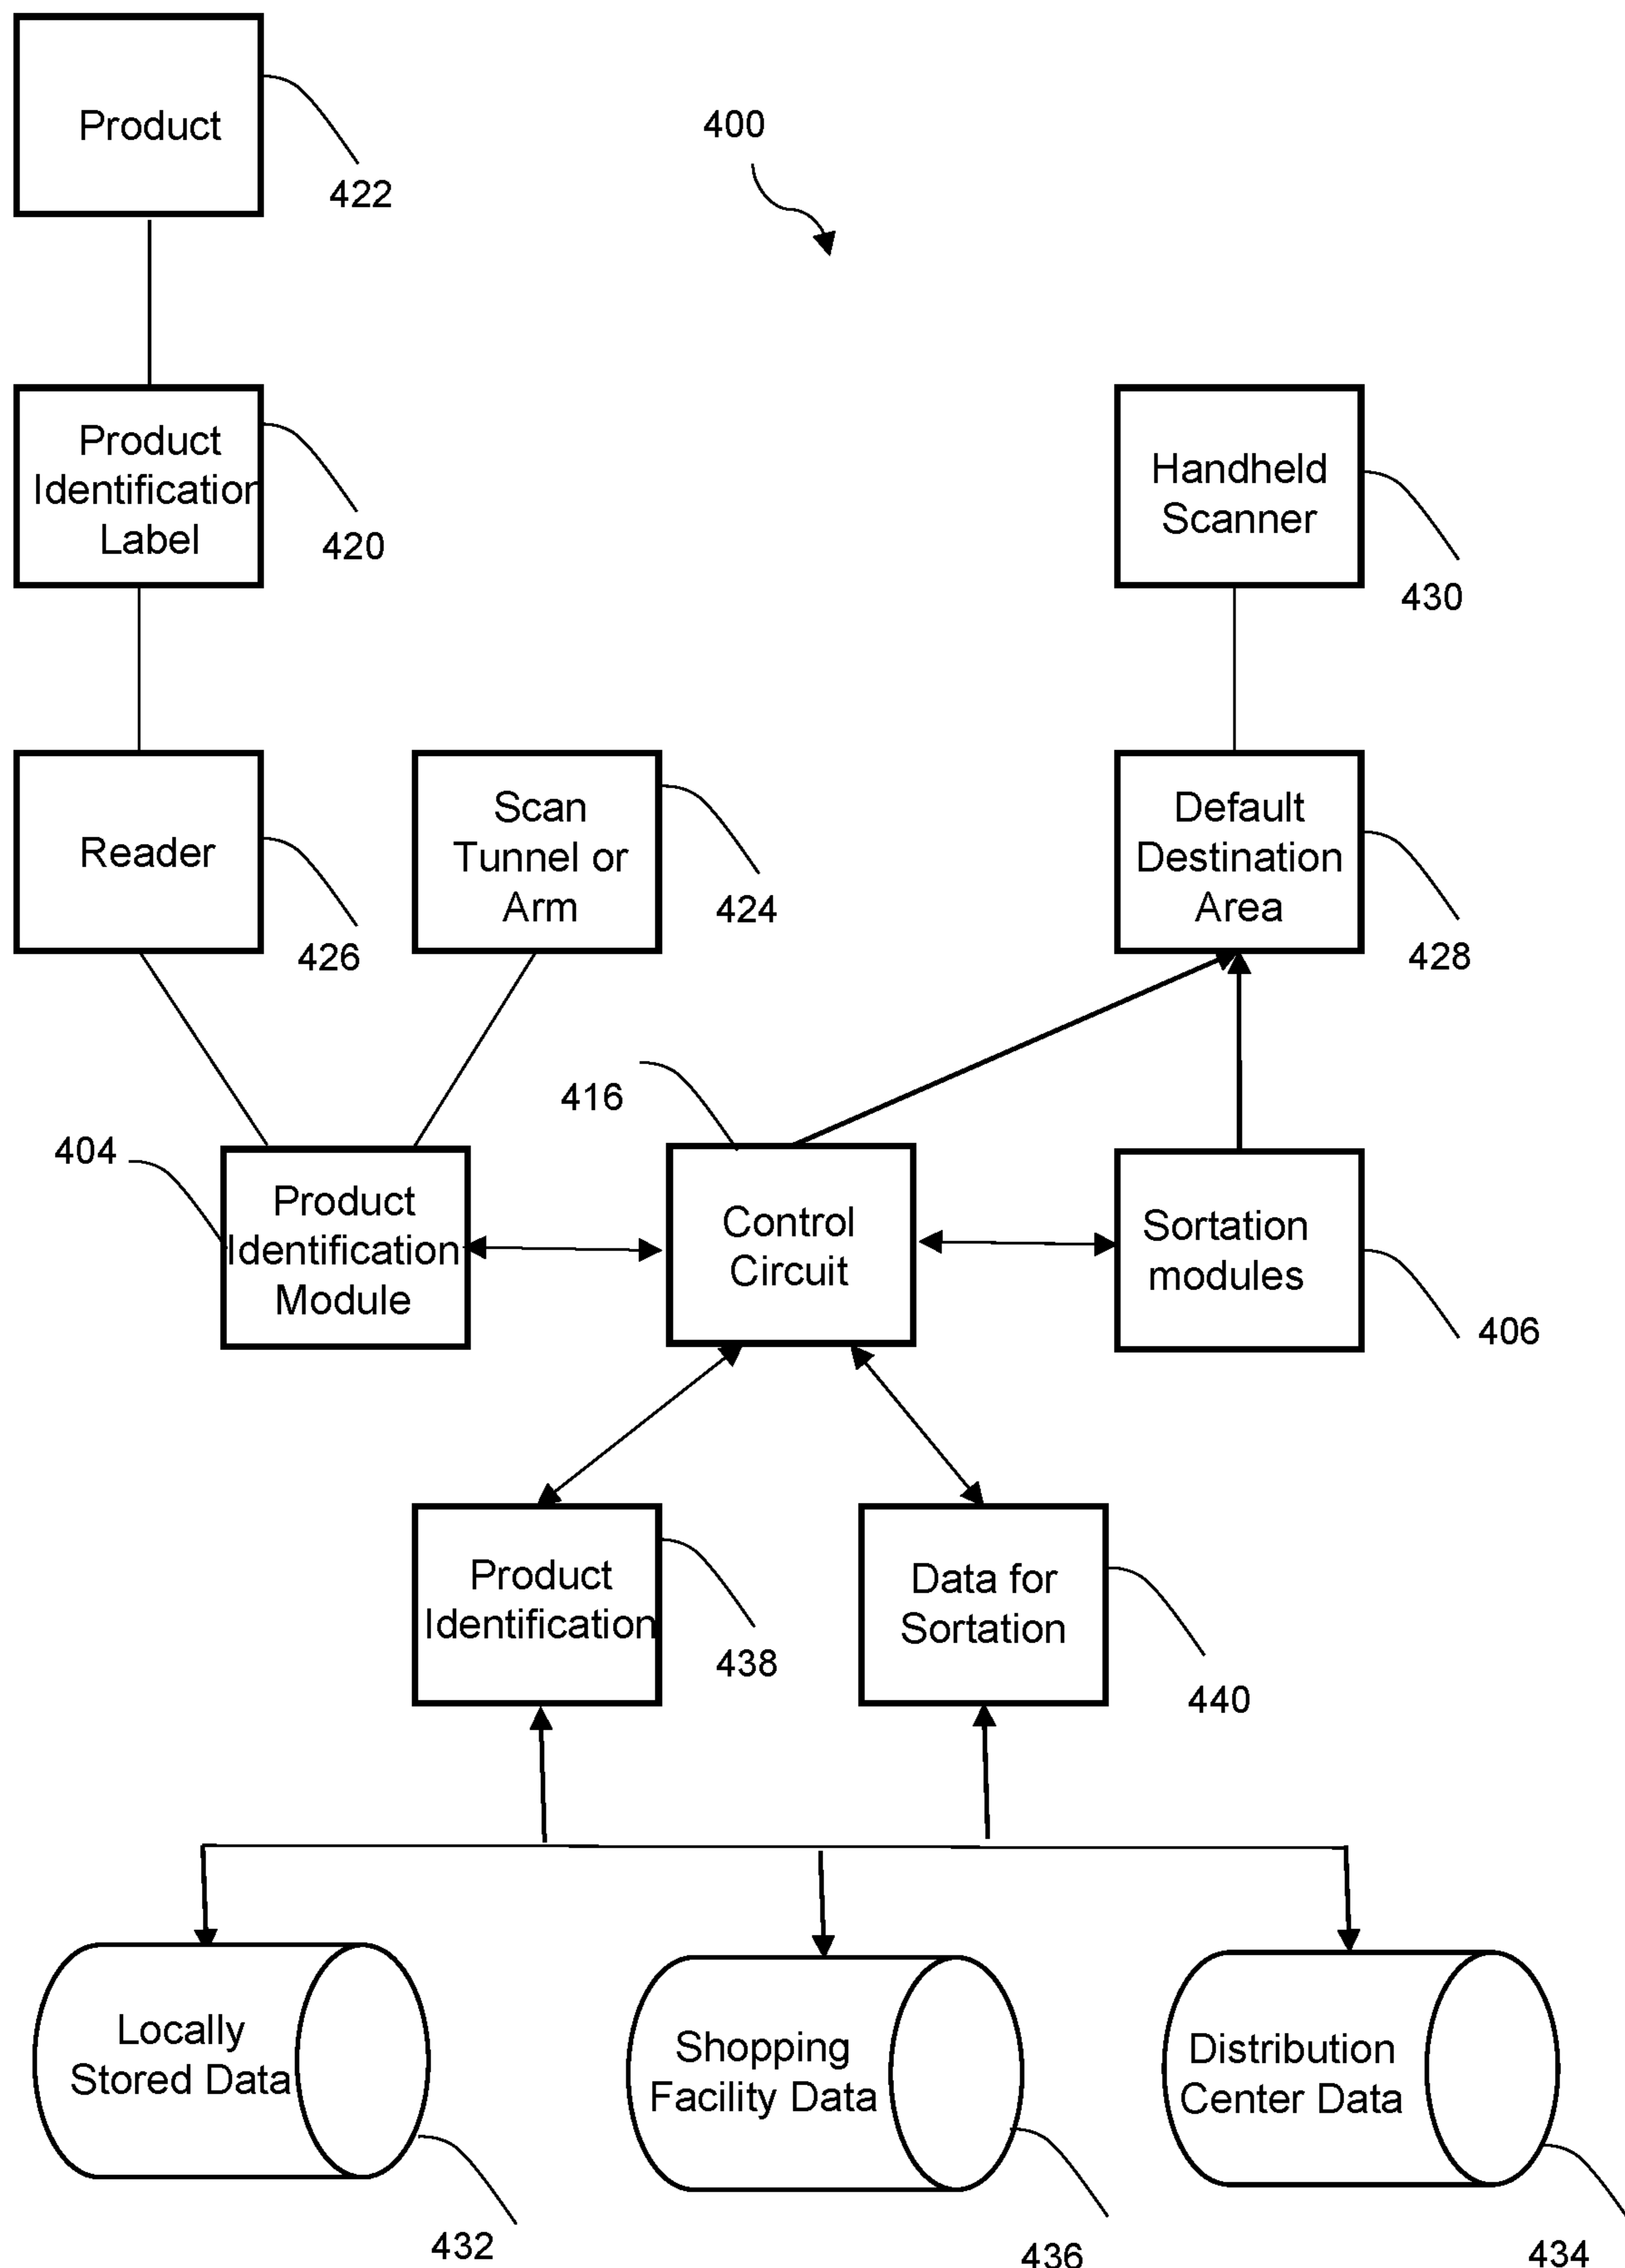 Product
422
400
Product
Identification
Label
420
Handheld
Scanner
430
Reader
426
Scan
Tunnel or
Arm
424
Default
Destination
Area
428
416
404
Product
Identification
Module
Control
Circuit
Sortation
modules
406
Product
Identification
438
Data for
Sortation
440
Locally
Stored Data
432
Shopping
Facility Data
436
Distribution
Center Data
434